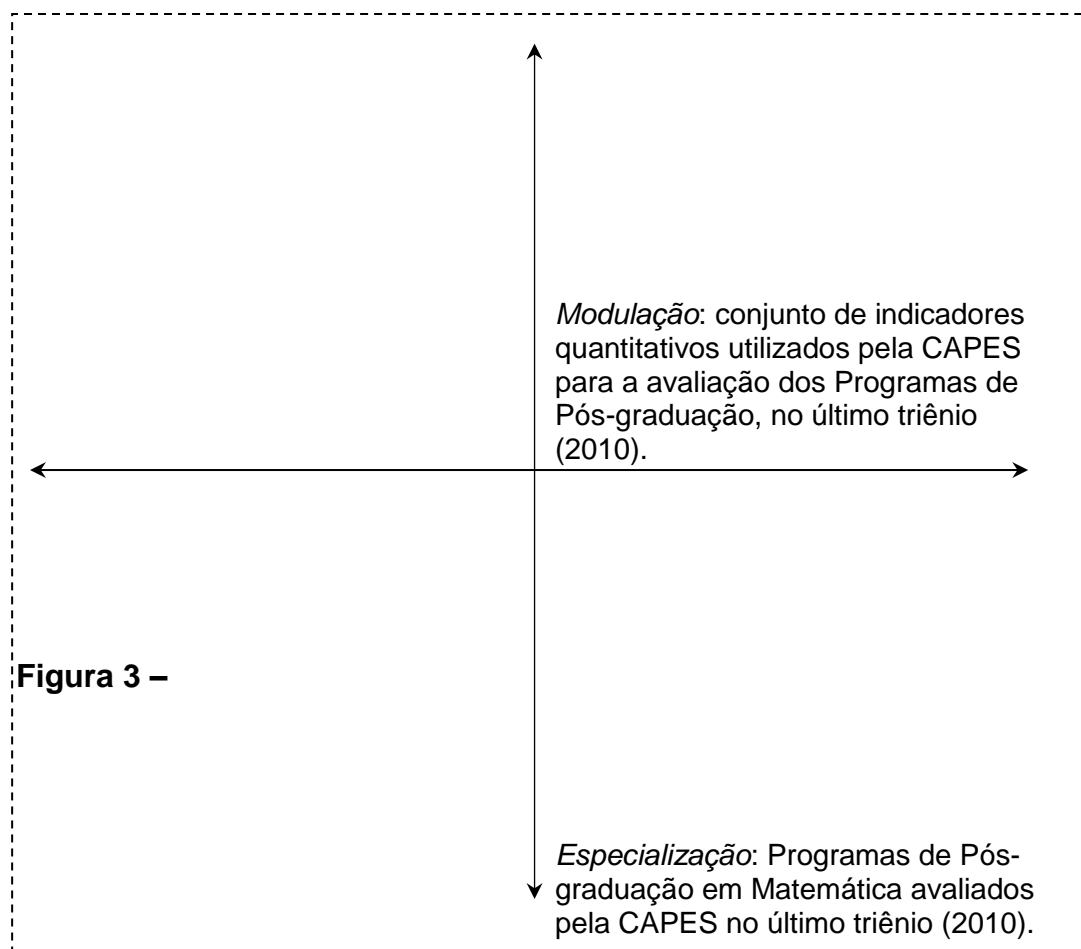 Modulação: conjunto de indicadores
quantitativos utilizados pela CAPES
para a avaliação dos Programas de
Pós-graduação, no último triênio
(2010).
Figura 3 –
Especialização: Programas de Pós-
graduação em Matemática avaliados
pela CAPES no último triênio (2010).